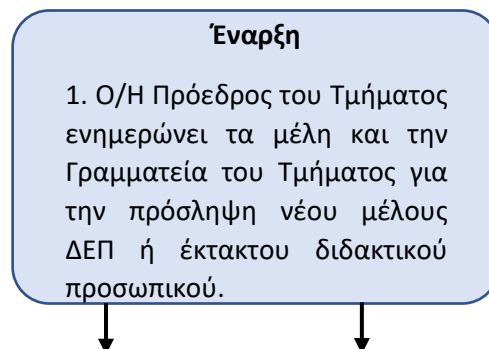 Έναρξη
1. Ο/Η Πρόεδρος του Τμήματος
ενημερώνει τα μέλη και την
Γραμματεία του Τμήματος για
την πρόσληψη νέου μέλους
ΔΕΠ ή έκτακτου διδακτικού
προσωπικού.